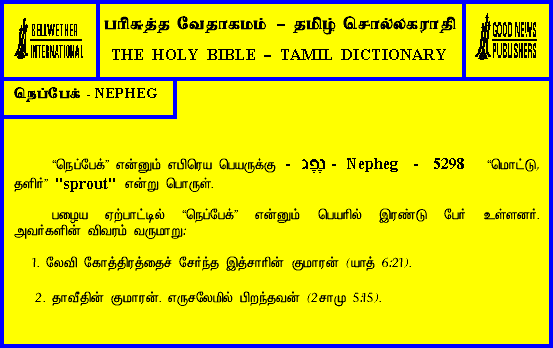 BELLWETHER
INTERNATIONAL
பரிசுத்த வேதாகமம் – தமிழ் சொல்லகராதி
THE HOLY BIBLE – TAMIL DICTIONARY
GOOD NEWS
PUBLISHERS
நெப்பேக் - NEPHEG
“நெப்பேக்” என்னும் எபிரெய பெயருக்கு - נפג - Nepheg - 5298 “மொட்டு,
தளிர்” "sprout" என்று பொருள்.
பழைய ஏற்பாட்டில் “நெப்பேக்” என்னும் பெயரில் இரண்டு பேர் உள்ளனர்.
அவர்களின் விவரம் வருமாறு:
1. லேவி கோத்திரத்தைச் சேர்ந்த இத்சாரின் குமாரன் (யாத் 6:21).
2. தாவீதின் குமாரன். எருசலேமில் பிறந்தவன் (2சாமு 5:15).